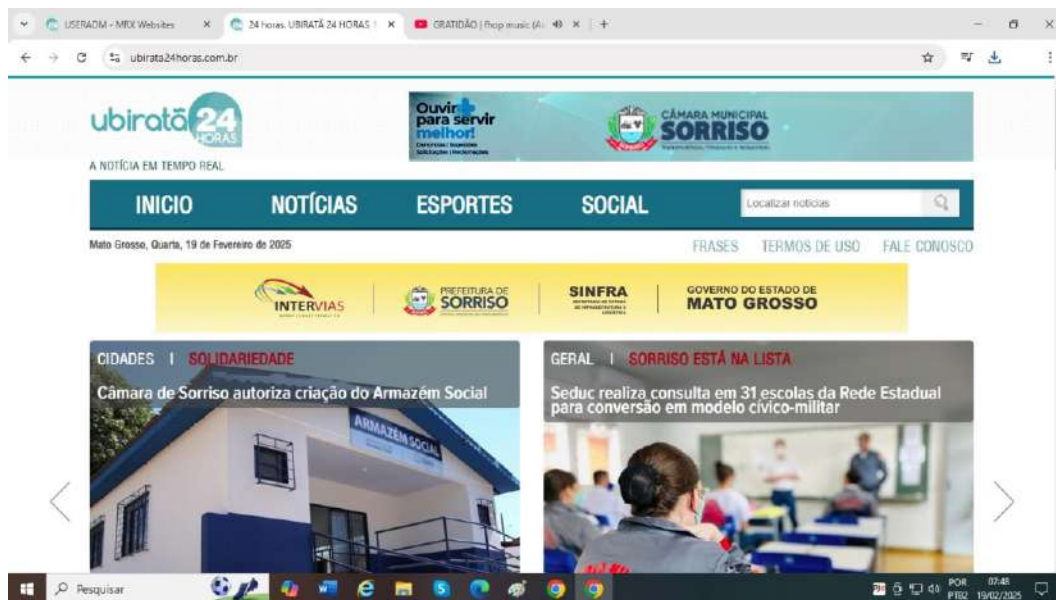 USERADM - MRX Websites
24 horas. UBIRATÃ 24 HORAS.
GRATIDÃO | fhop music (A
ubirata24horas.com.br
ubiratã 24 HORAS
A NOTÍCIA EM TEMPO REAL
Ouvir + para servir melhor!
CÂMARA MUNICIPAL
SORRISO
INICIO NOTÍCIAS ESPORTES SOCIAL Localizar noticias
Mato Grosso, Quarta, 19 de Fevereiro de 2025
FRASES TERMOS DE USO FALE CONOSCO
INTERVIAS
PREFEITURA DE
SORRISO
SINFRA
GOVERNO DO ESTADO DE
MATO GROSSO
CIDADES | SOLIDARIEDADE
Câmara de Sorriso autoriza criação do Armazém Social
ARMAZÉM SOCIAL
GERAL | SORRISO ESTÁ NA LISTA
Seduc realiza consulta em 31 escolas da Rede Estadual
para conversão em modelo cívico-militar
Pesquisar
POR
PTB2
07:48
19/02/2025